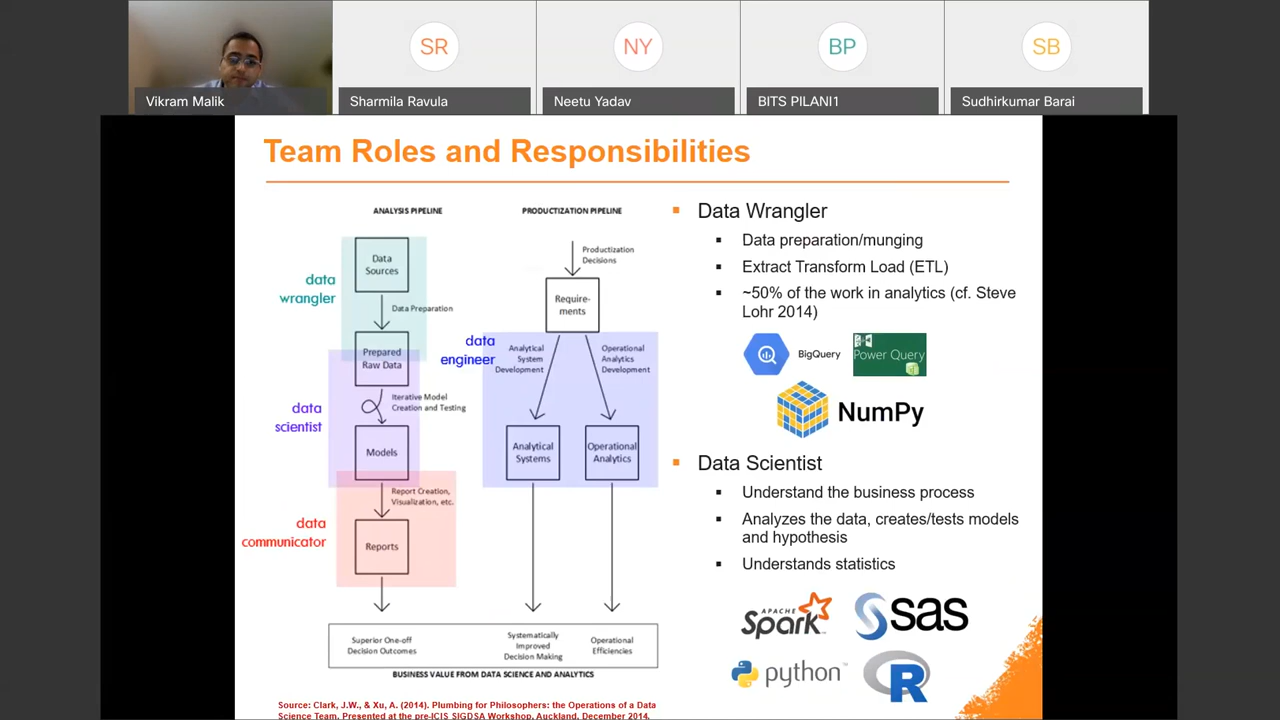 SR
NY
BP
SB
Vikram Malik
Sharmila Ravula
Neetu Yadav
BITS PILANI1
Sudhirkumar Barai
Team Roles and Responsibilities
ANALYSIS PIPELINE
PRODUCTIZATION PIPELINE
data
wrangler
Data
Sources
Data Preparation
Prepared
Raw Data
data
scientist
Iterative Model
Creation and Testing
Models
Report Creation,
Visualization, etc.
data
communicator
Reports
Productization
Decisions
Require-
ments
data
engineer
Analytical
System
Development
Operational
Analytics
Development
Analytical
Systems
Operational
Analytics
Superior One-off
Decision Outcomes
Systematically
Improved
Decision Making
Operational
Efficiencies
BUSINESS VALUE FROM DATA SCIENCE AND ANALYTICS
Source: Clark, J.W., & Xu, A. (2014). Plumbing for Philosophers: the Operations of a Data
Science Team. Presented at the pre-ICIS SIGDSA Workshop, Auckland, December 2014.
Data Wrangler
Data preparation/munging
Extract Transform Load (ETL)
~50% of the work in analytics (cf. Steve
Lohr 2014)
BigQuery
Power Query
NumPy
Data Scientist
Understand the business process
Analyzes the data, creates/tests models
and hypothesis
Understands statistics
APACHE
Spark
sas
python
R